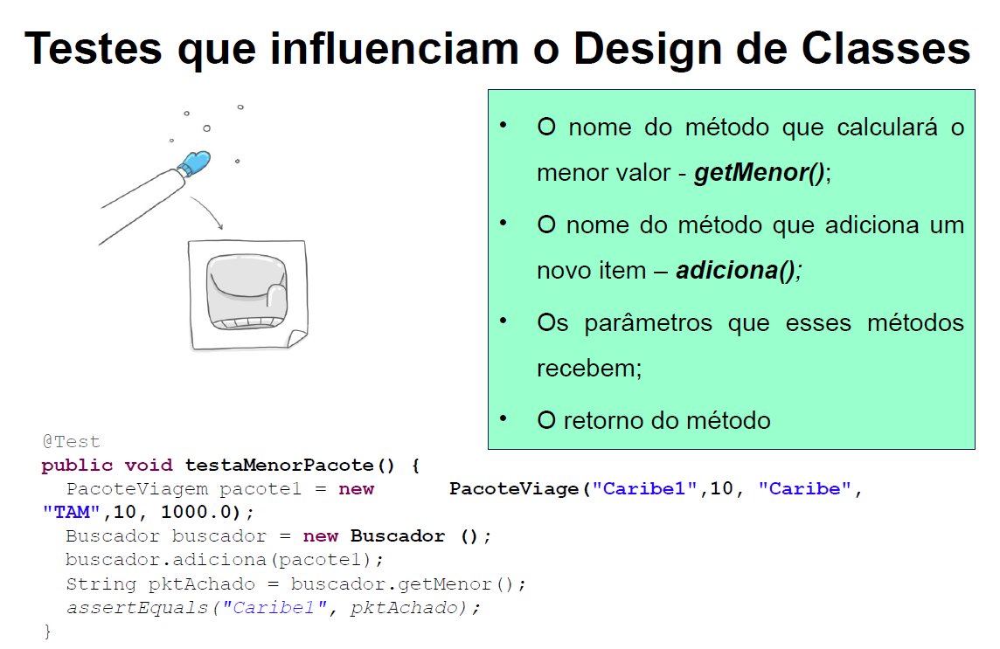 Testes que influenciam o Design de Classes
• O nome do método que calculará o
menor valor - getMenor();
• O nome do método que adiciona um
novo item – adiciona();
• Os parâmetros que esses métodos
recebem;
• O retorno do método
@Test
public void testaMenorPacote() {
PacoteViagem pacote1 = new PacoteViage("Caribe1",10, "Caribe",
"TAM",10, 1000.0);
Buscador buscador = new Buscador ();
buscador.adiciona(pacote1);
String pktAchado = buscador.getMenor();
assertEquals("Caribe1", pktAchado);
}